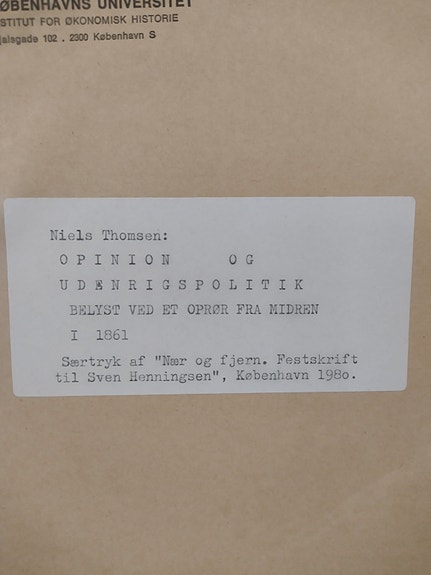 ØBENHAVNS UNIVERSITET
STITUT FOR ØKONOMISK HISTORIE
jalsgade 102 . 2300 København S
Niels Thomsen:
OPINION OG
UDENRIGSPOLITIK
BELYST VED ET OPRØR FRA MIDREN
I 1861
Særtryk af "Nær og fjern. Festskrift
til Sven Henningsen", København 198o.